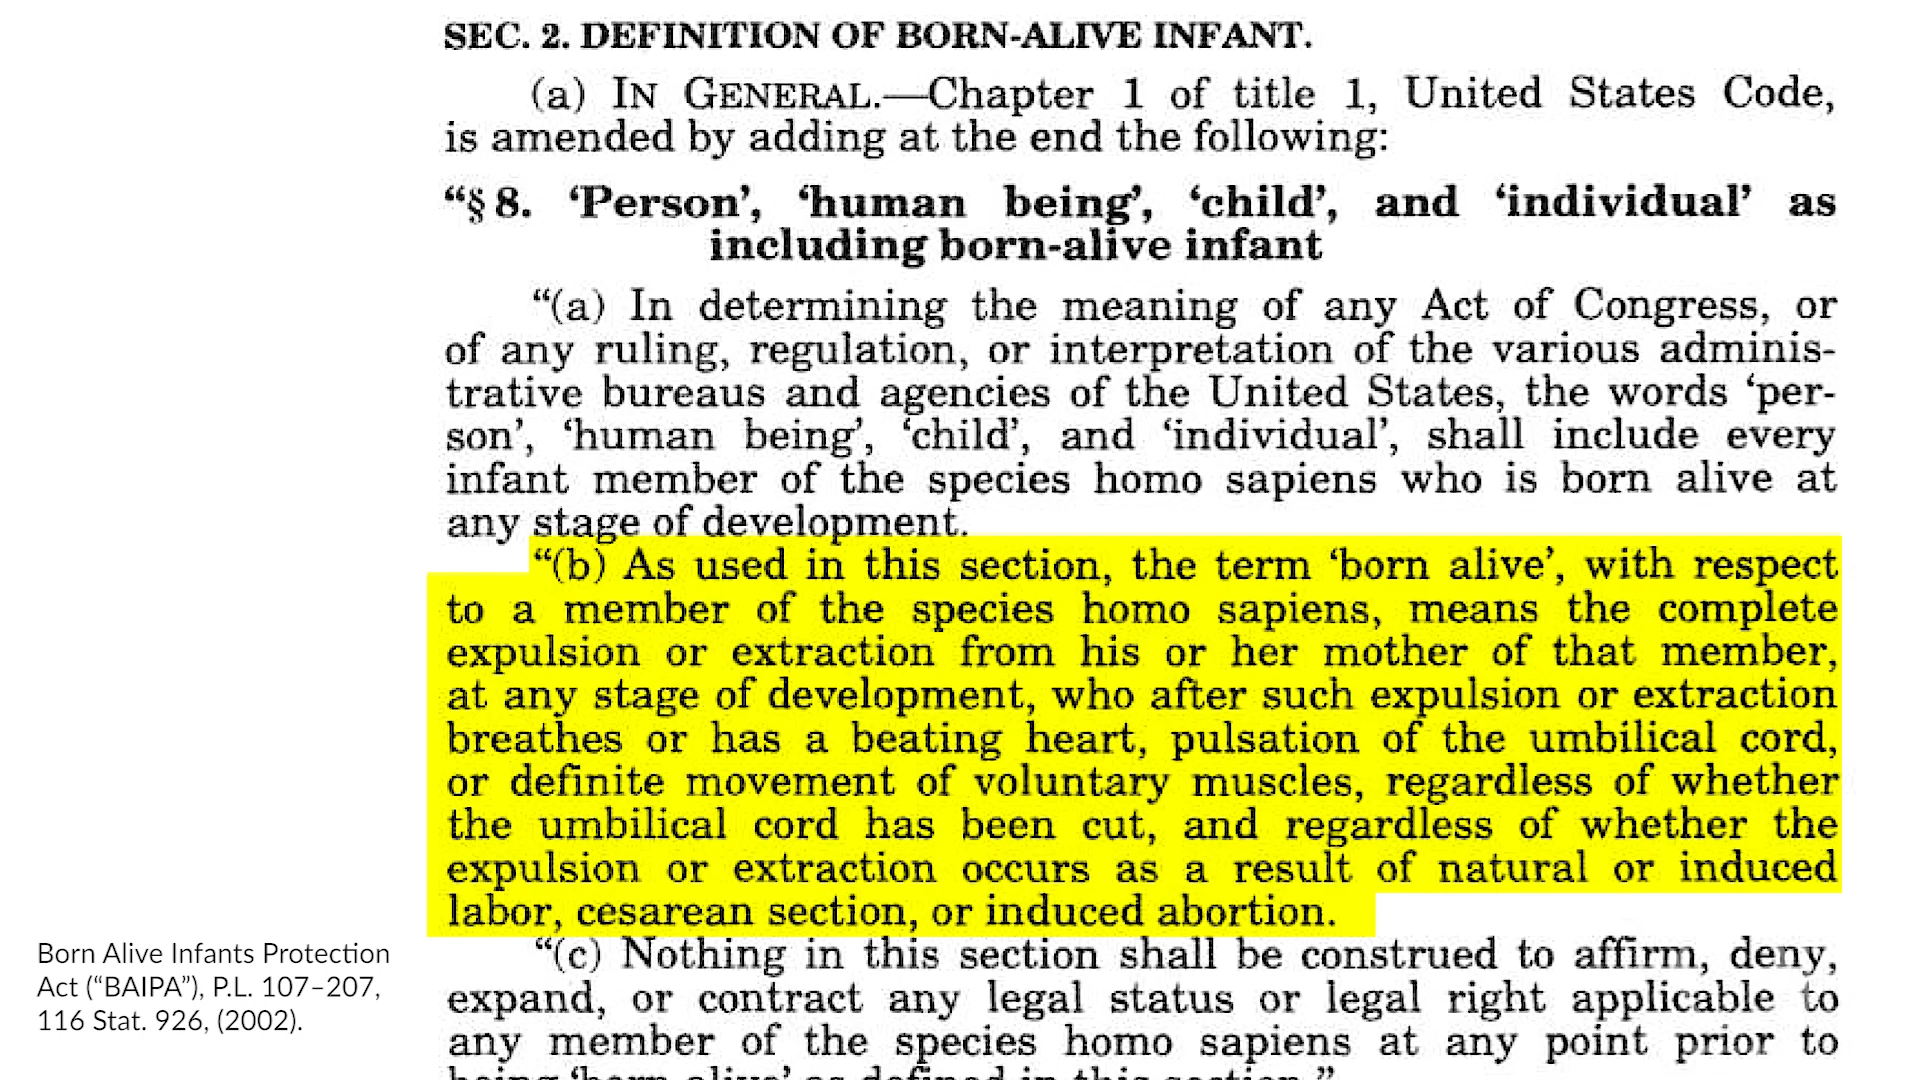 SEC. 2. DEFINITION OF BORN-ALIVE INFANT.
(a) IN GENERAL.—Chapter 1 of title 1, United States Code,
is amended by adding at the end the following:
“§ 8. ‘Person’, ‘human being’, ‘child’, and ‘individual’ as
including born-alive infant
“(a) In determining the meaning of any Act of Congress, or
of any ruling, regulation, or interpretation of the various adminis-
trative bureaus and agencies of the United States, the words ‘per-
son’, ‘human being’, ‘child’, and ‘individual’, shall include every
infant member of the species homo sapiens who is born alive at
any stage of development.
“(b) As used in this section, the term ‘born alive’, with respect
to a member of the species homo sapiens, means the complete
expulsion or extraction from his or her mother of that member,
at any stage of development, who after such expulsion or extraction
breathes or has a beating heart, pulsation of the umbilical cord,
or definite movement of voluntary muscles, regardless of whether
the umbilical cord has been cut, and regardless of whether the
expulsion or extraction occurs as a result of natural or induced
labor, cesarean section, or induced abortion.
“(c) Nothing in this section shall be construed to affirm, deny,
expand, or contract any legal status or legal right applicable to
any member of the species homo sapiens at any point prior to
being ‘born alive’ as defined in this section.”
Born Alive Infants Protection
Act (“BAIPA”), P.L. 107–207,
116 Stat. 926, (2002).